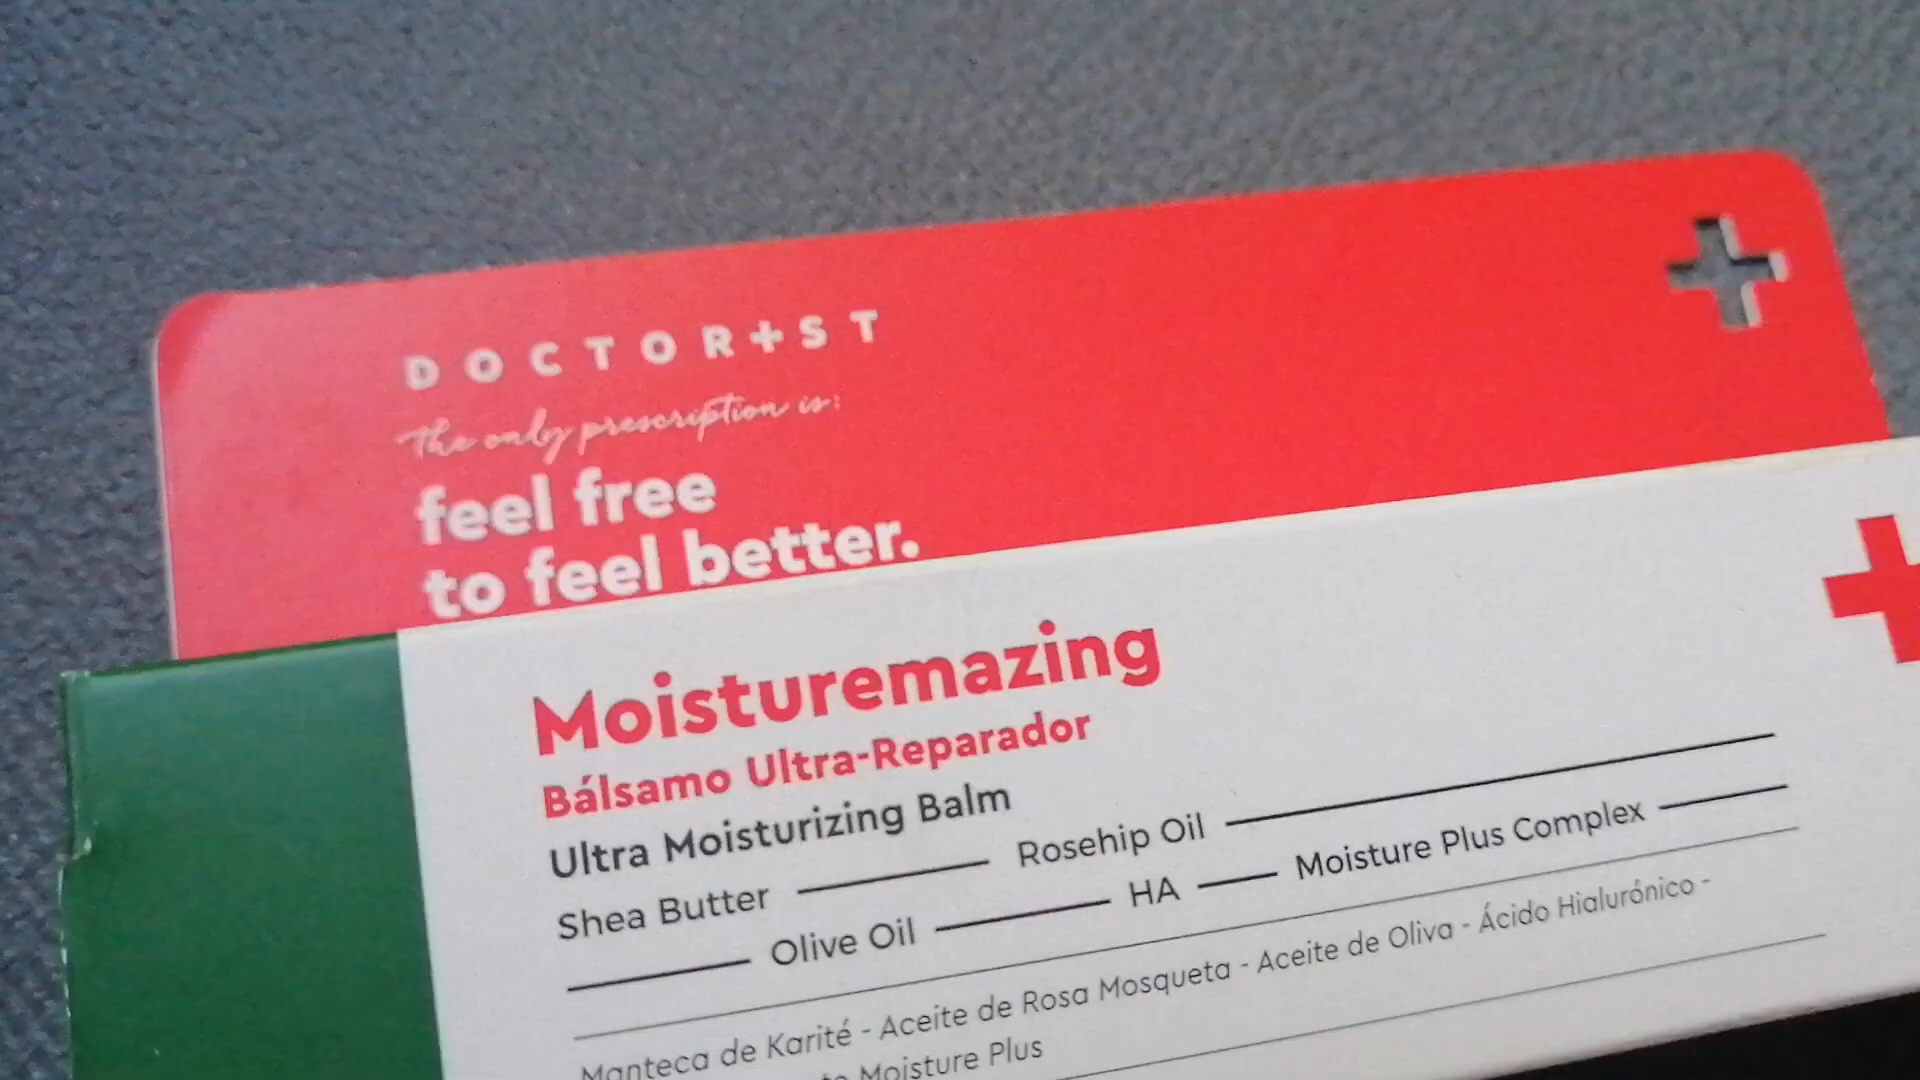 DOCTOR+ST
the only prescription is:
feel free
to feel better.
Moisturemazing
Bálsamo Ultra-Reparador
Ultra Moisturizing Balm
Shea Butter Rosehip Oil
Olive Oil HA Moisture Plus Complex
Manteca de Karité - Aceite de Rosa Mosqueta - Aceite de Oliva - Ácido Hialurónico -
Moisture Plus